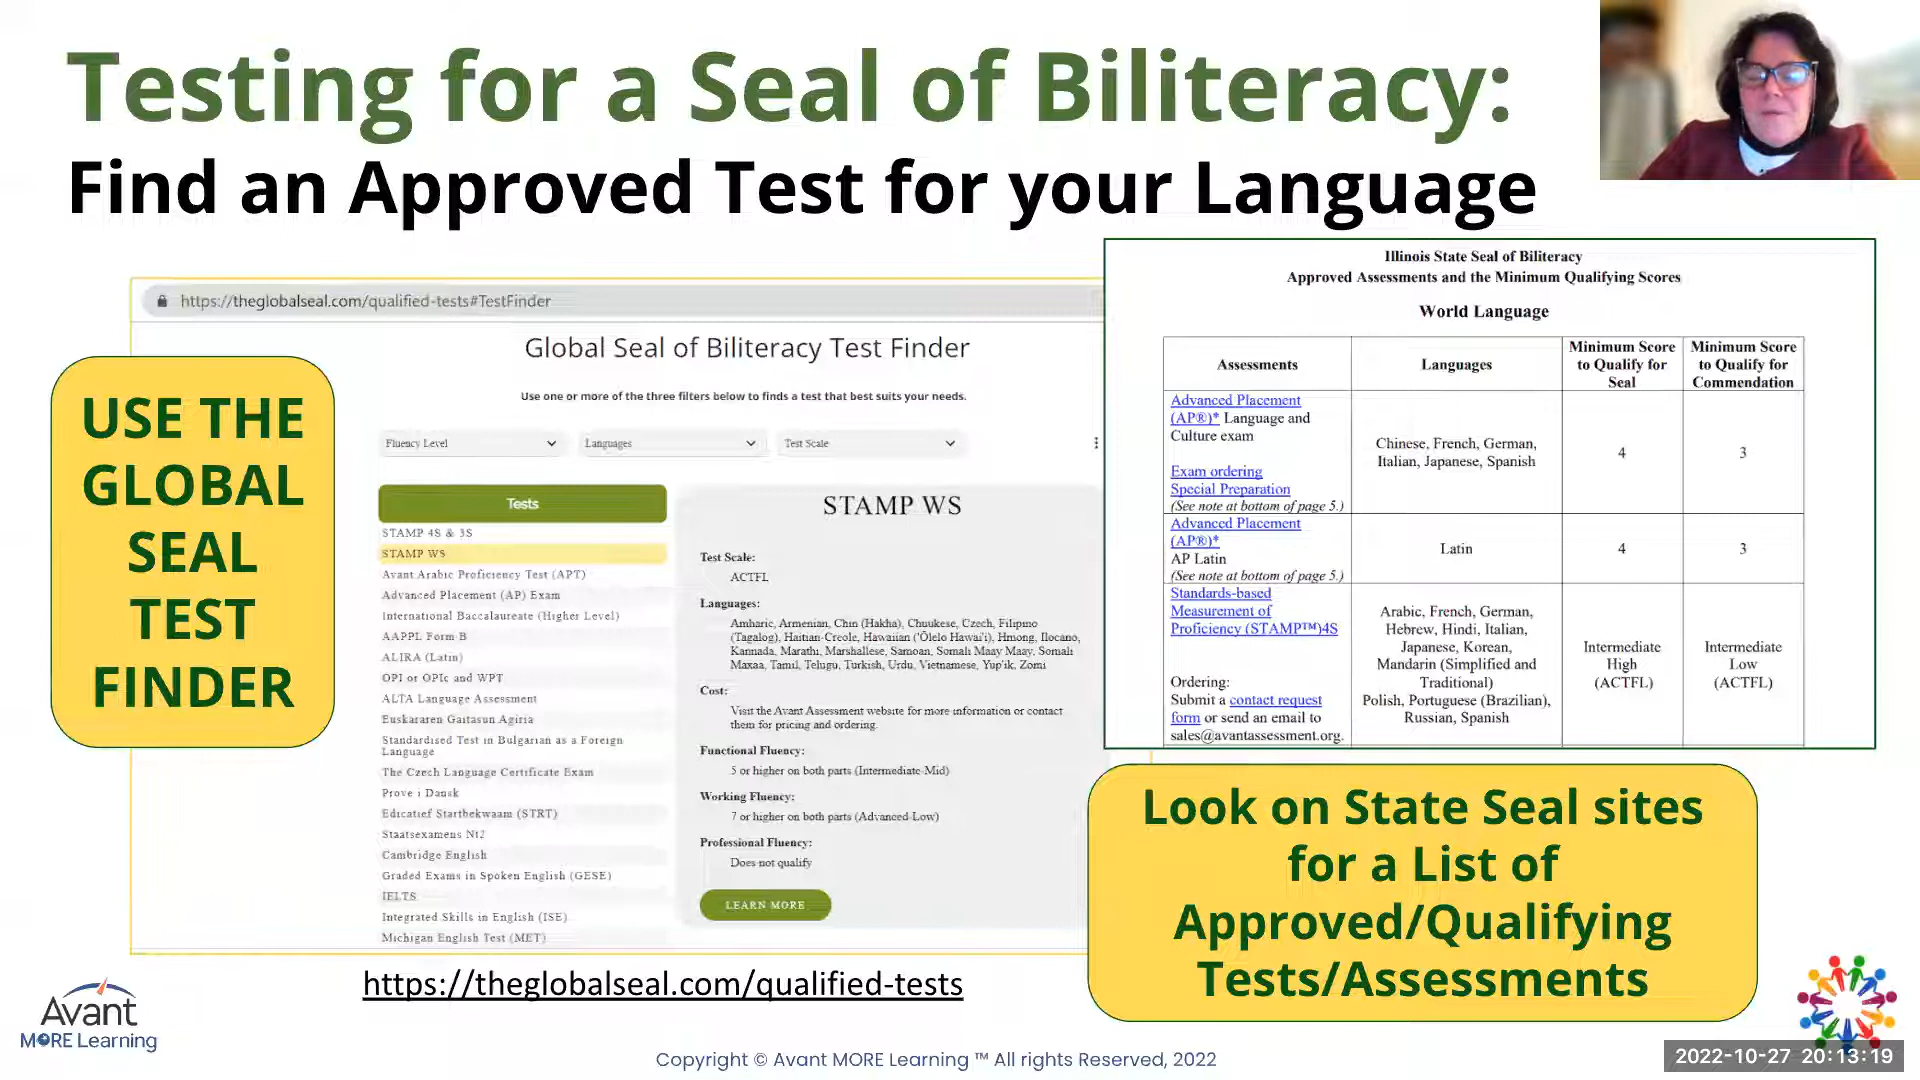 Testing for a Seal of Biliteracy:
Find an Approved Test for your Language
https://theglobalseal.com/qualified-tests#TestFinder
Global Seal of Biliteracy Test Finder
Use one or more of the three filters below to finds a test that best suits your needs.
Fluency Level
Languages
Test Scale
USE THE
GLOBAL
SEAL
TEST
FINDER
Tests
STAMP 4S & 3S
STAMP WS
Avant Arabic Proficiency Test (APT)
Advanced Placement (AP) Exam
International Baccalaureate (Higher Level)
AAPPL Form B
ALIRA (Latin)
OPI or OPIc and WPT
ALTA Language Assessment
Euskararen Gaitasun Agiria
Standardised Test in Bulgarian as a Foreign
Language
The Czech Language Certificate Exam
Prove i Dansk
Edicatief Startbekwaam (STRT)
Staatsexamens Nt2
Cambridge English
Graded Exams in Spoken English (GESE)
IELTS
Integrated Skills in English (ISE)
Michigan English Test (MET)
STAMP WS
Test Scale:
ACTFL
Languages:
Amharic, Armenian, Chin (Hakha), Chuukese, Czech, Filipino
(Tagalog), Haitian-Creole, Hawaiian ('Ōlelo Hawai'i), Hmong, Ilocano,
Kannada, Marathi, Marshallese, Samoan, Somali Maay Maay, Somali
Maxaa, Tamil, Telugu, Turkish, Urdu, Vietnamese, Yup'ik, Zomi
Cost:
Visit the Avant Assessment website for more information or contact
them for pricing and ordering.
Functional Fluency:
5 or higher on both parts (Intermediate-Mid)
Working Fluency:
7 or higher on both parts (Advanced-Low)
Professional Fluency:
Does not qualify
LEARN MORE
https://theglobalseal.com/qualified-tests
Illinois State Seal of Biliteracy
Approved Assessments and the Minimum Qualifying Scores
World Language
Assessments
Languages
Minimum Score
to Qualify for
Seal
Minimum Score
to Qualify for
Commendation
Advanced Placement
(AP®)* Language and
Culture exam
Exam ordering
Special Preparation
(See note at bottom of page 5.)
Chinese, French, German,
Italian, Japanese, Spanish
4
3
Advanced Placement
(AP®)*
AP Latin
(See note at bottom of page 5.)
Latin
4
3
Standards-based
Measurement of
Proficiency (STAMP™)4S
Ordering:
Submit a contact request
form or send an email to
sales@avantassessment.org.
Arabic, French, German,
Hebrew, Hindi, Italian,
Japanese, Korean,
Mandarin (Simplified and
Traditional)
Polish, Portuguese (Brazilian),
Russian, Spanish
Intermediate
High
(ACTFL)
Intermediate
Low
(ACTFL)
Look on State Seal sites
for a List of
Approved/Qualifying
Tests/Assessments
Avant
MORE Learning
Copyright © Avant MORE Learning ™ All rights Reserved, 2022
2022-10-27 20:13:19